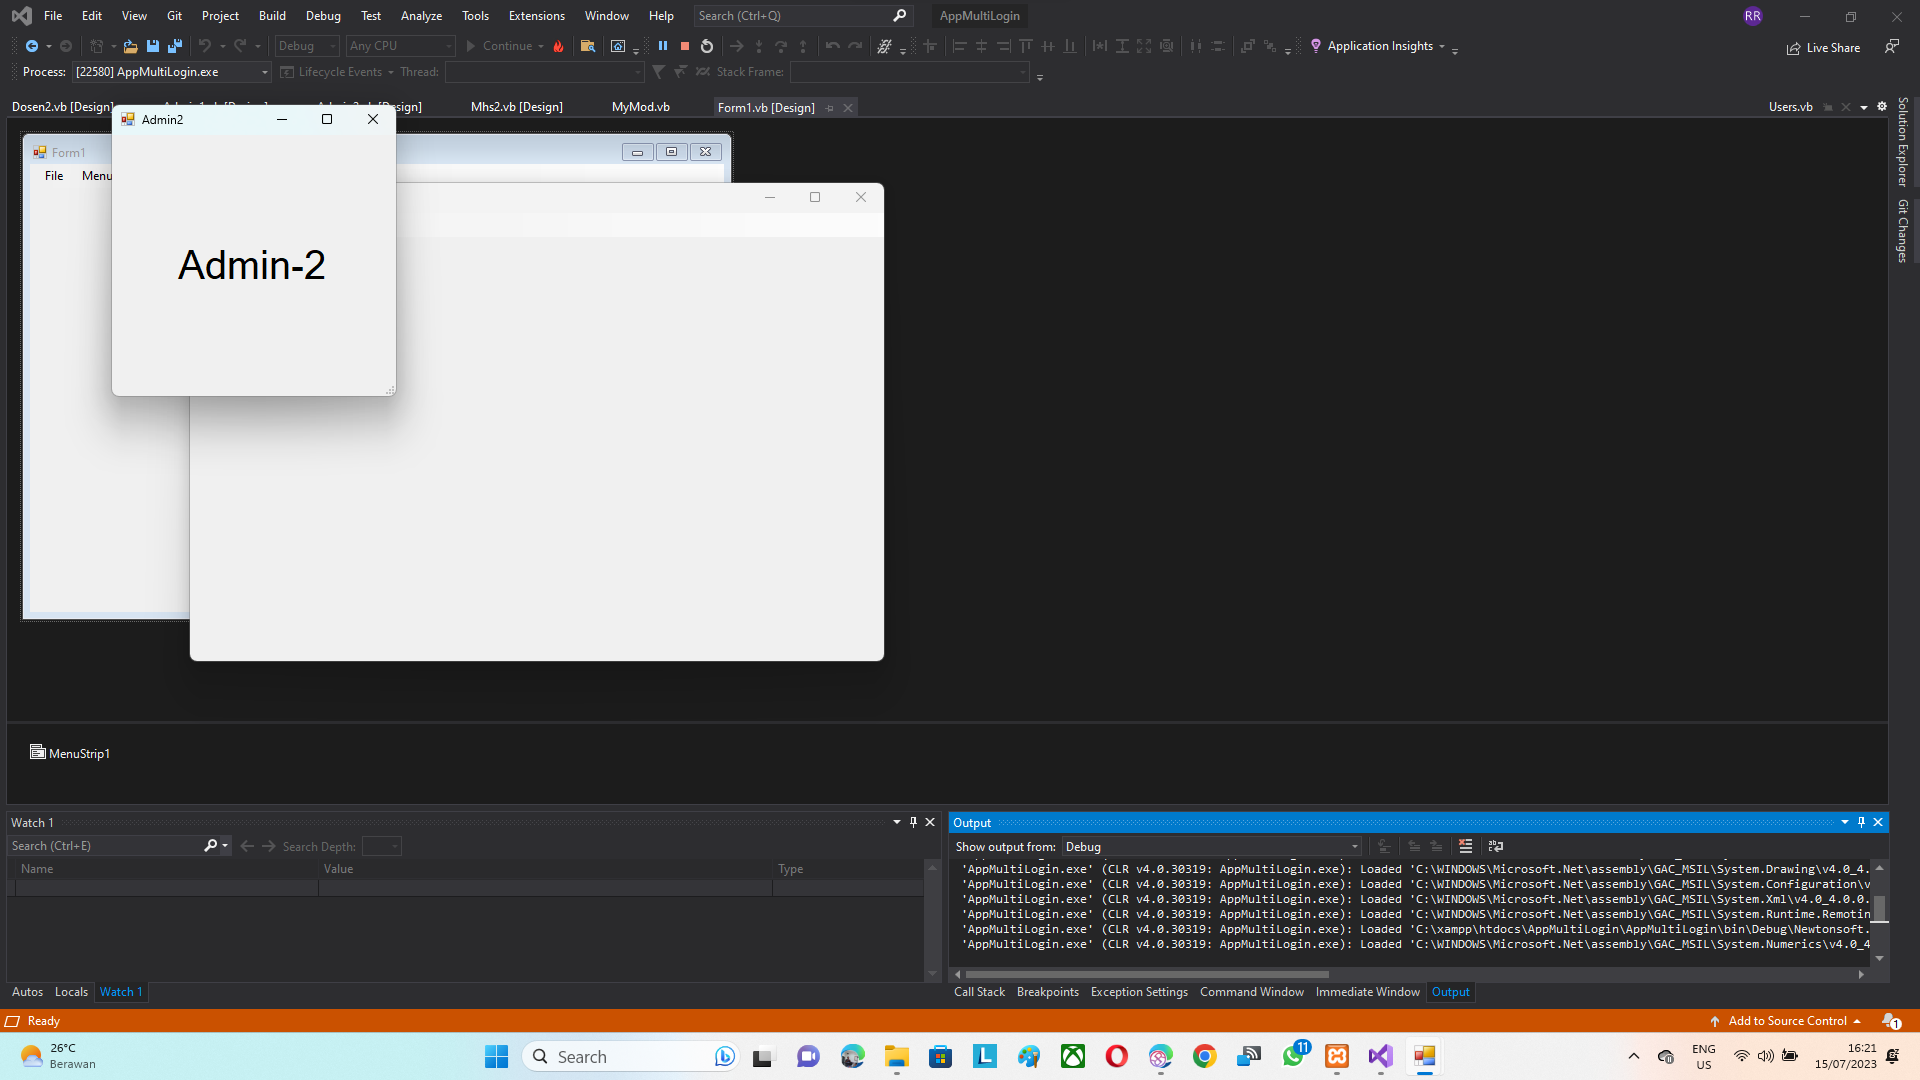 File Edit View Git Project Build Debug Test Analyze Tools Extensions Window Help Search (Ctrl+Q) AppMultiLogin RR
Debug Any CPU Continue Application Insights Live Share
Process: [22580] AppMultiLogin.exe Lifecycle Events Thread: Stack Frame:
Dosen2.vb [Design] Mhs2.vb [Design] MyMod.vb Form1.vb [Design] Users.vb
Solution Explorer
Git Changes
Admin2
Form1
File Menu
Admin-2
MenuStrip1
Watch 1
Search (Ctrl+E) Search Depth:
Name Value Type
Autos Locals Watch 1
Output
Show output from: Debug
'AppMultiLogin.exe' (CLR v4.0.30319: AppMultiLogin.exe): Loaded 'C:\WINDOWS\Microsoft.Net\assembly\GAC_MSIL\System.Drawing\v4.0_4.
'AppMultiLogin.exe' (CLR v4.0.30319: AppMultiLogin.exe): Loaded 'C:\WINDOWS\Microsoft.Net\assembly\GAC_MSIL\System.Configuration\v
'AppMultiLogin.exe' (CLR v4.0.30319: AppMultiLogin.exe): Loaded 'C:\WINDOWS\Microsoft.Net\assembly\GAC_MSIL\System.Xml\v4.0_4.0.0.
'AppMultiLogin.exe' (CLR v4.0.30319: AppMultiLogin.exe): Loaded 'C:\WINDOWS\Microsoft.Net\assembly\GAC_MSIL\System.Runtime.Remotin
'AppMultiLogin.exe' (CLR v4.0.30319: AppMultiLogin.exe): Loaded 'C:\xampp\htdocs\AppMultiLogin\AppMultiLogin\bin\Debug\Newtonsoft.
'AppMultiLogin.exe' (CLR v4.0.30319: AppMultiLogin.exe): Loaded 'C:\WINDOWS\Microsoft.Net\assembly\GAC_MSIL\System.Numerics\v4.0_4
Call Stack Breakpoints Exception Settings Command Window Immediate Window Output
Ready Add to Source Control 1
26°C
Berawan
Search
11
ENG
US
16:21
15/07/2023